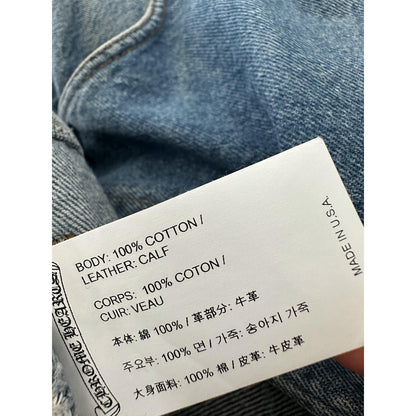 BODY: 100% COTTON /
LEATHER: CALF
CORPS: 100% COTON /
CUIR: VEAU
本体: 綿 100% / 革部分: 牛革
주요부: 100% 면 / 가죽: 송아지 가죽
大身面料: 100% 棉 / 皮革: 牛皮革
MADE IN U.S.A.
CHROME HEARTS